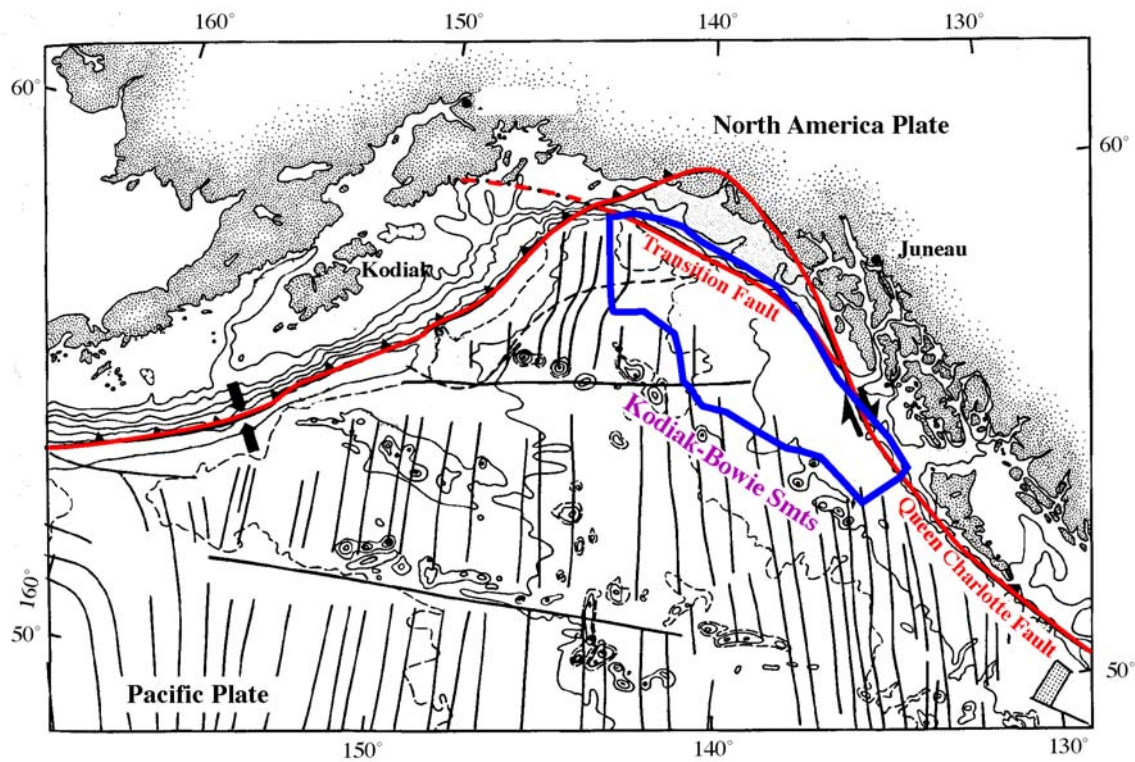 160°
150°
140°
130°
60°
North America Plate
60°
Juneau
Kodiak
Transition Fault
Kodiak-Bowie Smts
Queen Charlotte Fault
160°
50°
50°
Pacific Plate
150°
140°
130°